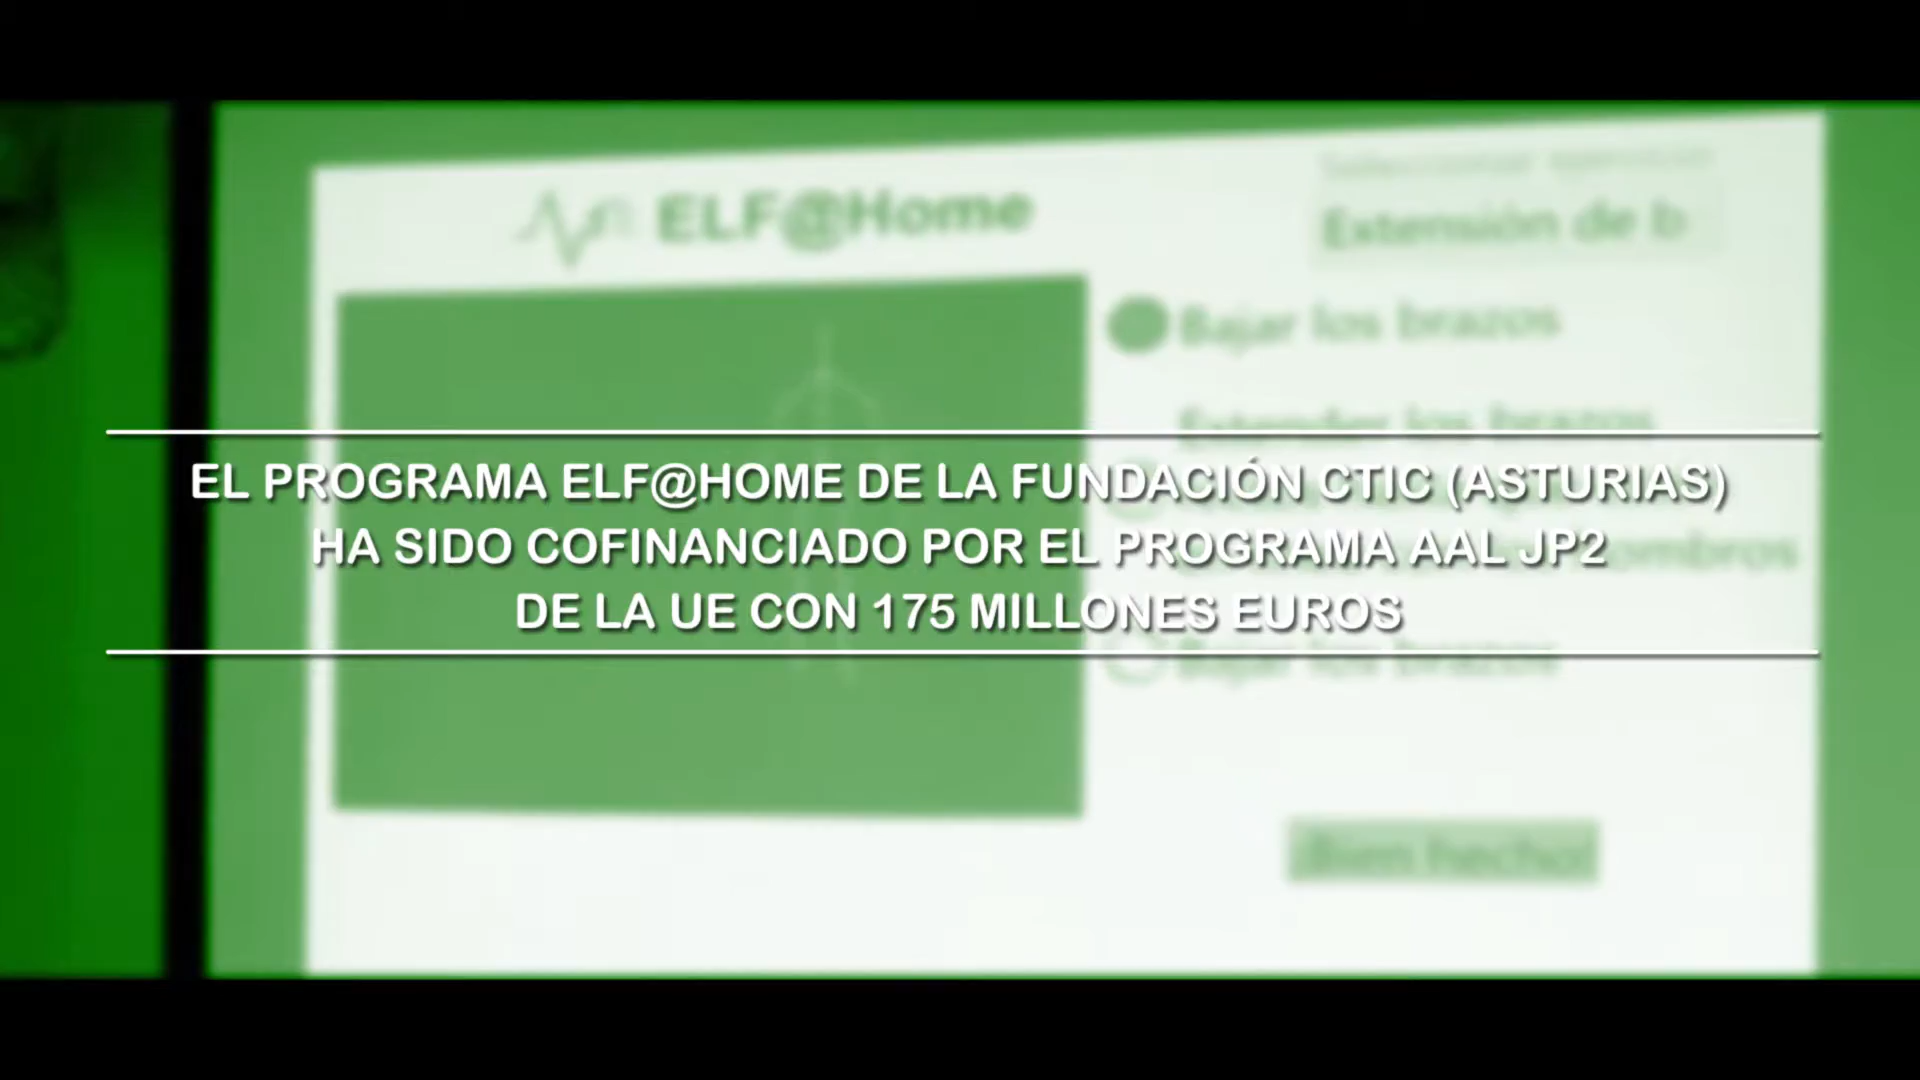 ELF@Home
Extensión de b
Bajar los brazos
Extender los brazos
EL PROGRAMA ELF@HOME DE LA FUNDACIÓN CTIC (ASTURIAS)
HA SIDO COFINANCIADO POR EL PROGRAMA AAL JP2
DE LA UE CON 175 MILLONES EUROS
Bajar los brazos
¡Bien hecho!